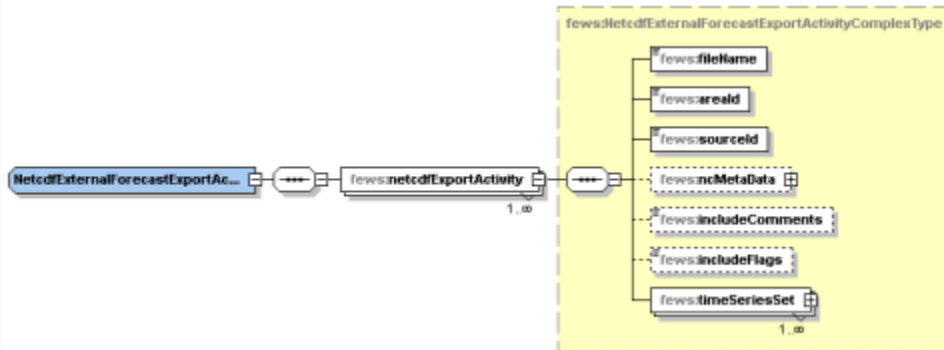 fews:NetcdfExternalForecastExportActivityComplexType
fews:fileName
fews:areaId
fews:sourceId
NetcdfExternalForecastExportAc...
fews:netcdfExportActivity
1..∞
fews:ncMetaData
fews:includeComments
fews:includeFlags
fews:timeSeriesSet
1..∞